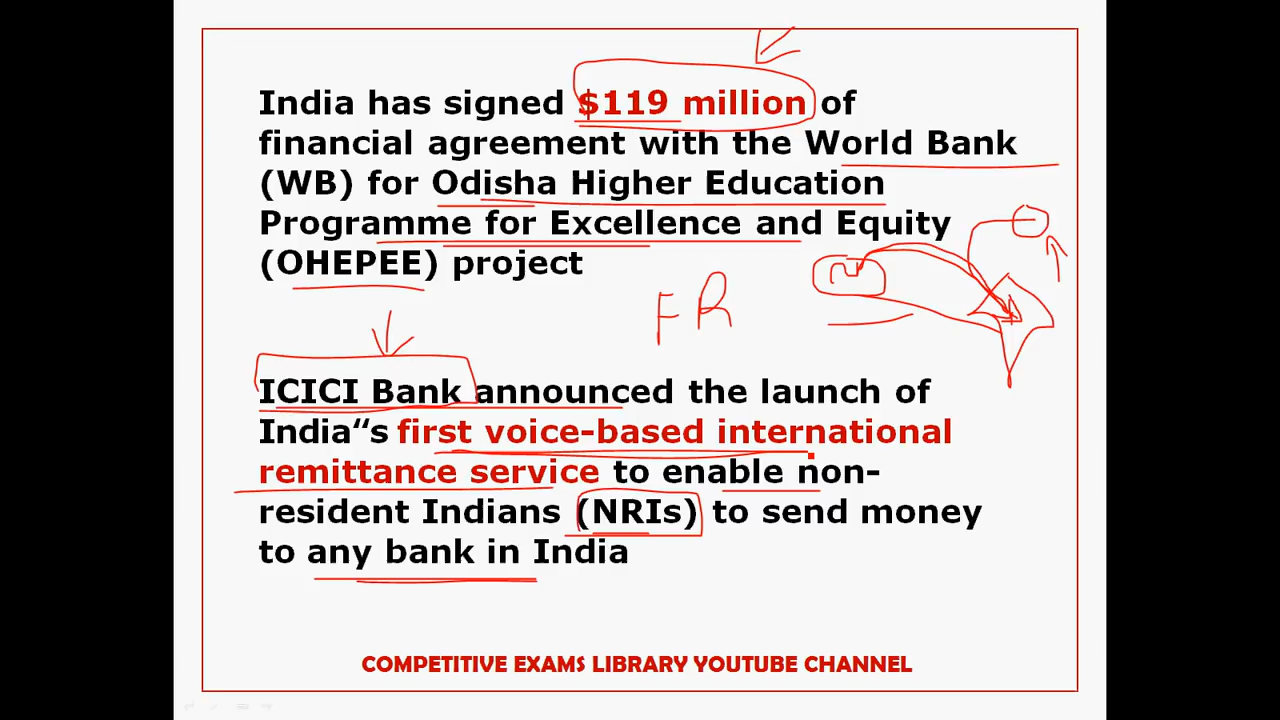 India has signed $119 million of
financial agreement with the World Bank
(WB) for Odisha Higher Education
Programme for Excellence and Equity
(OHEPEE) project
FR
ICICI Bank announced the launch of
India“s first voice-based international
remittance service to enable non-
resident Indians (NRIs) to send money
to any bank in India
COMPETITIVE EXAMS LIBRARY YOUTUBE CHANNEL